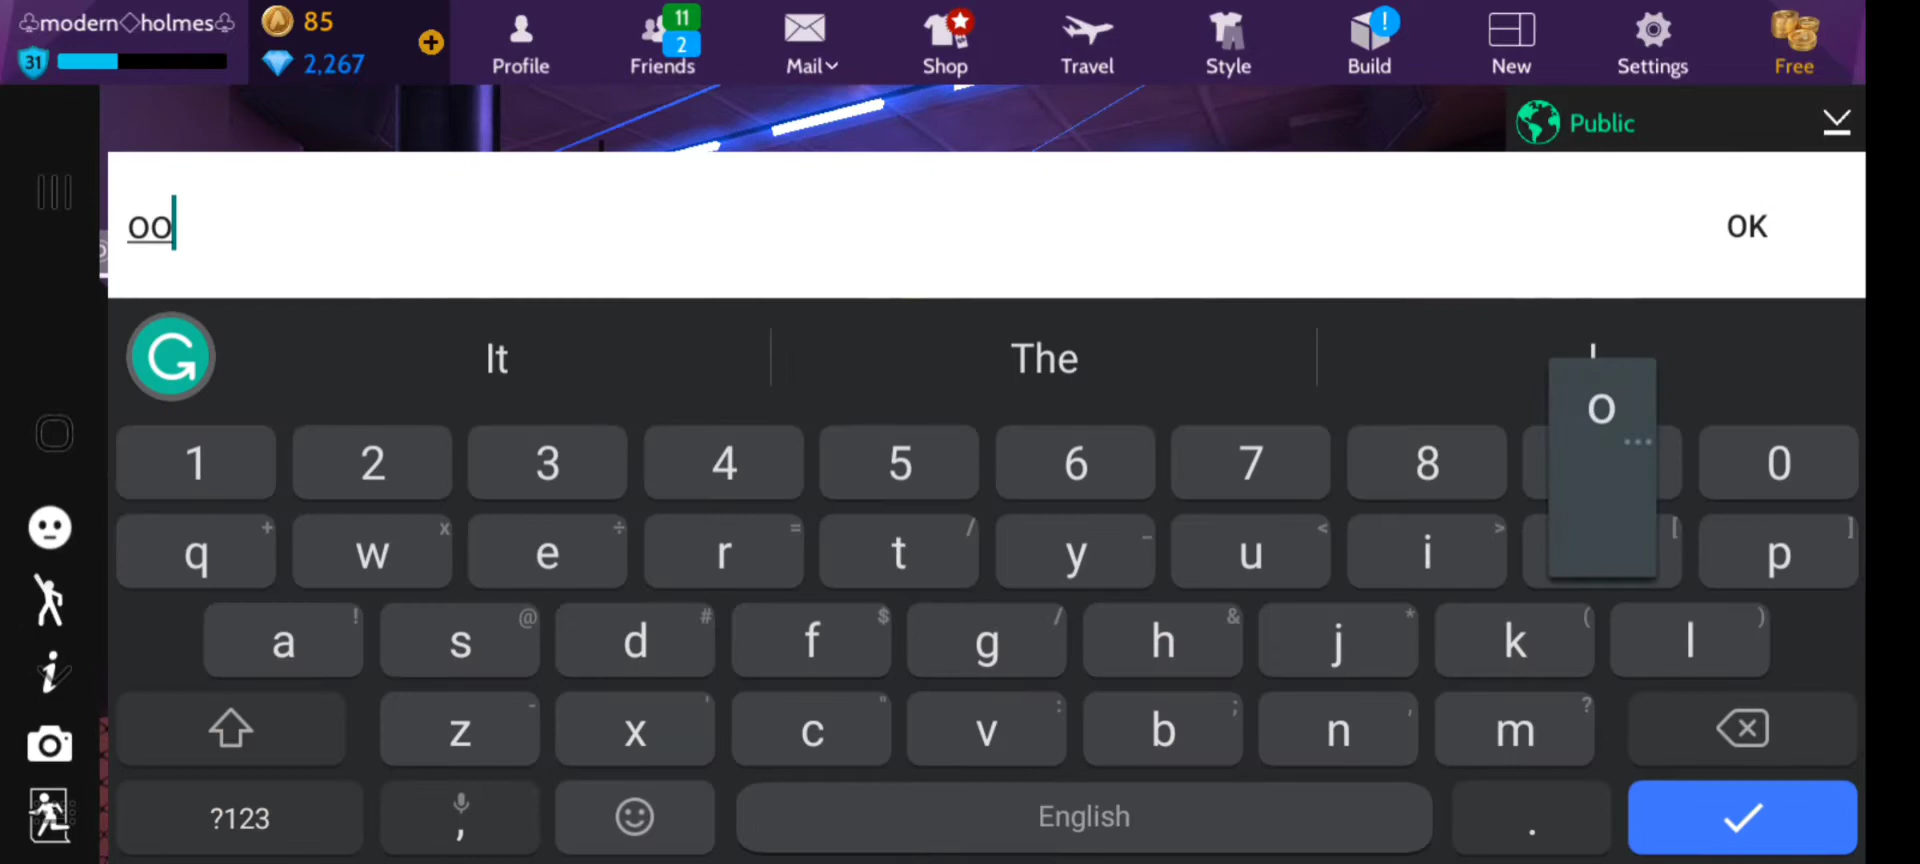 ♧modern◇holmes♧
31
85
2,267
Profile
11
2
Friends
Mail
Shop
Travel
Style
!
Build
New
Settings
Free
Public
oo
OK
It
The
I
o
...
1 2 3 4 5 6 7 8 0
+ x ÷ = / _ < > [ ]
q w e r t y u i p
! @ # $ / & * ( )
a s d f g h j k l
- ' " : ; , ?
z x c v b n m
?123
,
English
.